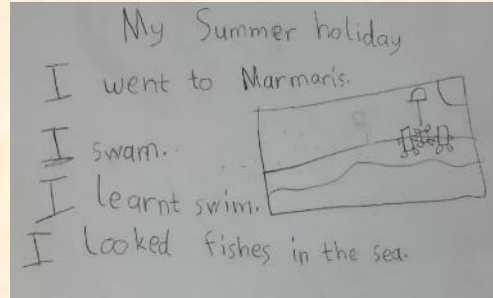 My Summer holiday
I went to Marmaris.
I swam.
I learnt swim.
I looked fishes in the sea.